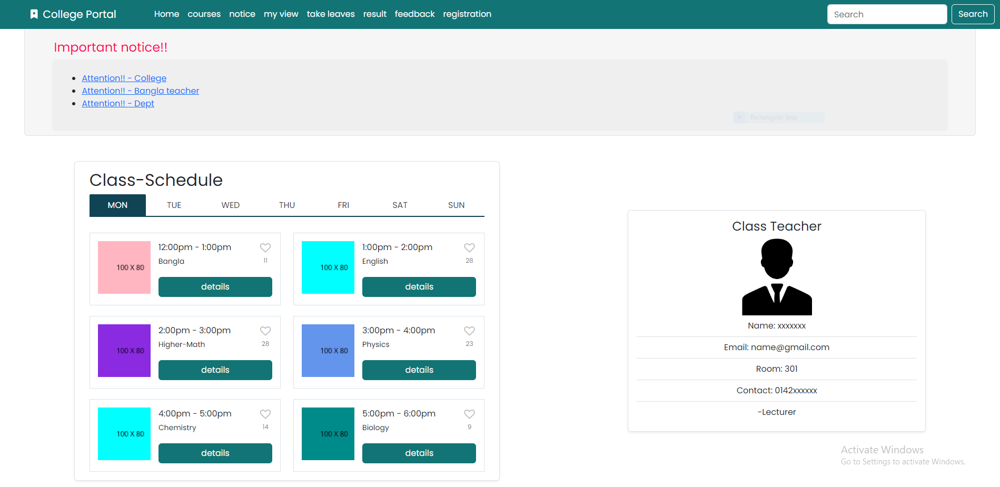 College Portal Home courses notice my view take leaves result feedback registration Search Search
Important notice!!
Attention!! - College
Attention!! - Bangla teacher
Attention!! - Dept
Rectangular Snip
Class-Schedule
MON TUE WED THU FRI SAT SUN
100 X 80
12:00pm - 1:00pm
Bangla
11
details
100 X 80
1:00pm - 2:00pm
English
28
details
100 X 80
2:00pm - 3:00pm
Higher-Math
28
details
100 X 80
3:00pm - 4:00pm
Physics
23
details
100 X 80
4:00pm - 5:00pm
Chemistry
14
details
100 X 80
5:00pm - 6:00pm
Biology
9
details
Class Teacher
Name: xxxxxxx
Email: name@gmail.com
Room: 301
Contact: 0142xxxxxx
-Lecturer
Activate Windows
Go to Settings to activate Windows.